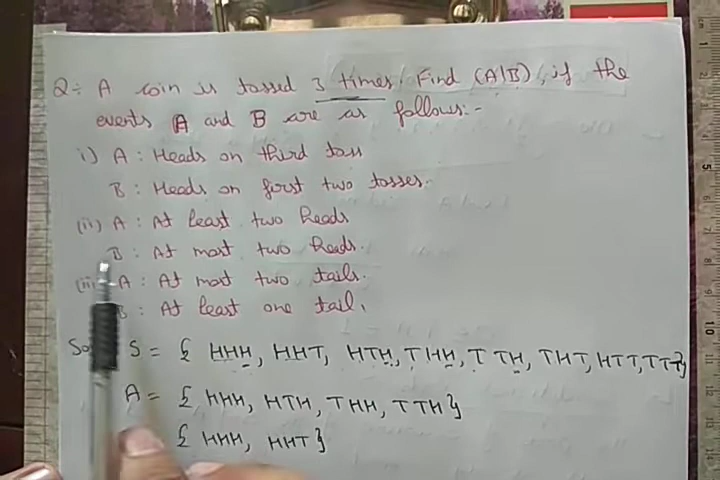 Q:- A coin is tossed 3 times. Find (A|B), if the
events A and B are as follows:-
i) A : Heads on third toss
B : Heads on first two tosses.
(ii) A : At least two heads
B : At most two heads.
(iii) A : At most two tails.
B : At least one tail.
S = { HHH, HHT, HTH, THH, TTH, THT, HTT, TTT}
A = { HHH, HTH, THH, TTH}
{ HHH, HHT}